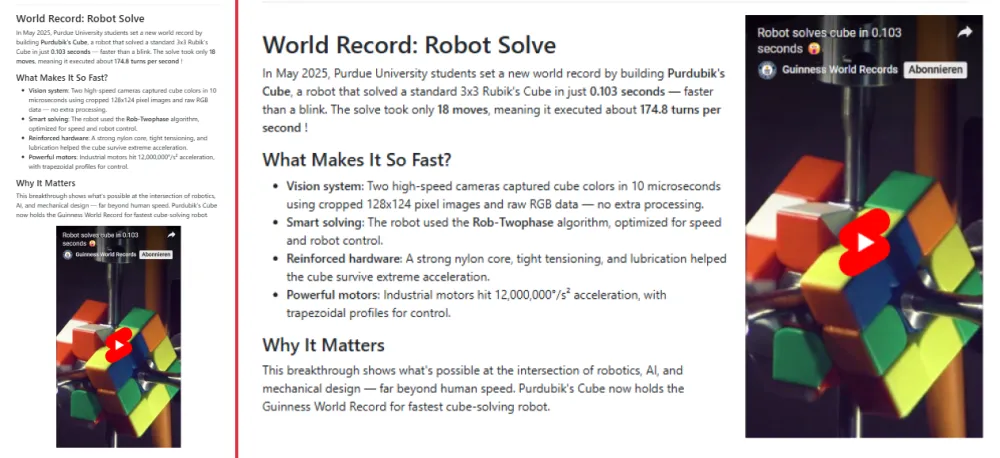 World Record: Robot Solve
In May 2025, Purdue University students set a new world record by
building Purdubik's Cube, a robot that solved a standard 3x3 Rubik's
Cube in just 0.103 seconds — faster than a blink. The solve took only 18
moves, meaning it executed about 174.8 turns per second !
What Makes It So Fast?
• Vision system: Two high-speed cameras captured cube colors in 10
microseconds using cropped 128x124 pixel images and raw RGB
data — no extra processing.
• Smart solving: The robot used the Rob-Twophase algorithm,
optimized for speed and robot control.
• Reinforced hardware: A strong nylon core, tight tensioning, and
lubrication helped the cube survive extreme acceleration.
• Powerful motors: Industrial motors hit 12,000,000°/s² acceleration,
with trapezoidal profiles for control.
Why It Matters
This breakthrough shows what's possible at the intersection of robotics,
AI, and mechanical design — far beyond human speed. Purdubik's Cube
now holds the Guinness World Record for fastest cube-solving robot.
Robot solves cube in 0.103
seconds 😱
Guinness World Records Abonnieren
World Record: Robot Solve
In May 2025, Purdue University students set a new world record by building Purdubik's
Cube, a robot that solved a standard 3x3 Rubik's Cube in just 0.103 seconds — faster
than a blink. The solve took only 18 moves, meaning it executed about 174.8 turns per
second !
What Makes It So Fast?
• Vision system: Two high-speed cameras captured cube colors in 10 microseconds
using cropped 128x124 pixel images and raw RGB data — no extra processing.
• Smart solving: The robot used the Rob-Twophase algorithm, optimized for speed
and robot control.
• Reinforced hardware: A strong nylon core, tight tensioning, and lubrication helped
the cube survive extreme acceleration.
• Powerful motors: Industrial motors hit 12,000,000°/s² acceleration, with
trapezoidal profiles for control.
Why It Matters
This breakthrough shows what's possible at the intersection of robotics, AI, and
mechanical design — far beyond human speed. Purdubik's Cube now holds the
Guinness World Record for fastest cube-solving robot.
Robot solves cube in 0.103
seconds 😱
Guinness World Records Abonnieren